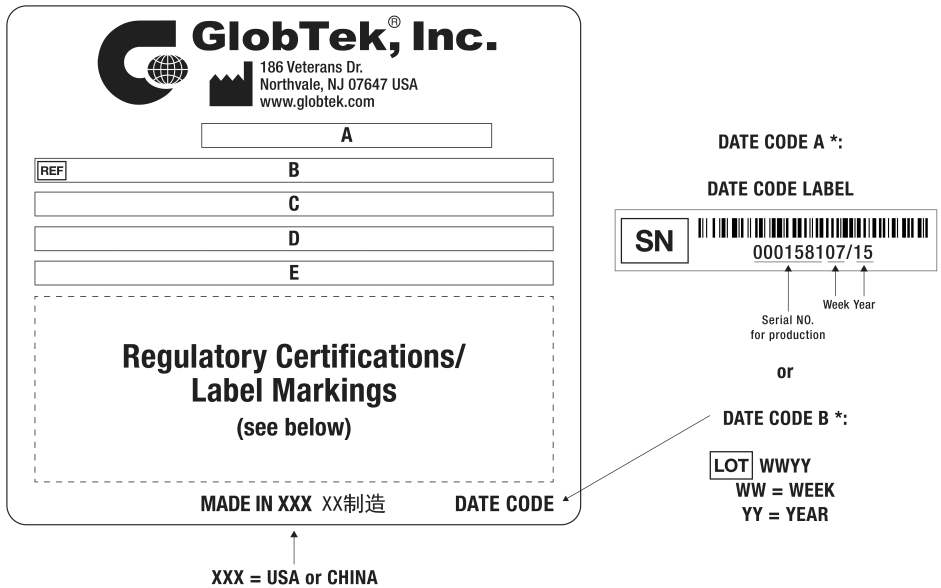 GlobTek,® Inc.
186 Veterans Dr.
Northvale, NJ 07647 USA
www.globtek.com
A
REF B
C
D
E
Regulatory Certifications/
Label Markings
(see below)
MADE IN XXX XX制造 DATE CODE
XXX = USA or CHINA
DATE CODE A *:
DATE CODE LABEL
SN
000158107/15
Week Year
Serial NO.
for production
or
DATE CODE B *:
LOT WWYY
WW = WEEK
YY = YEAR